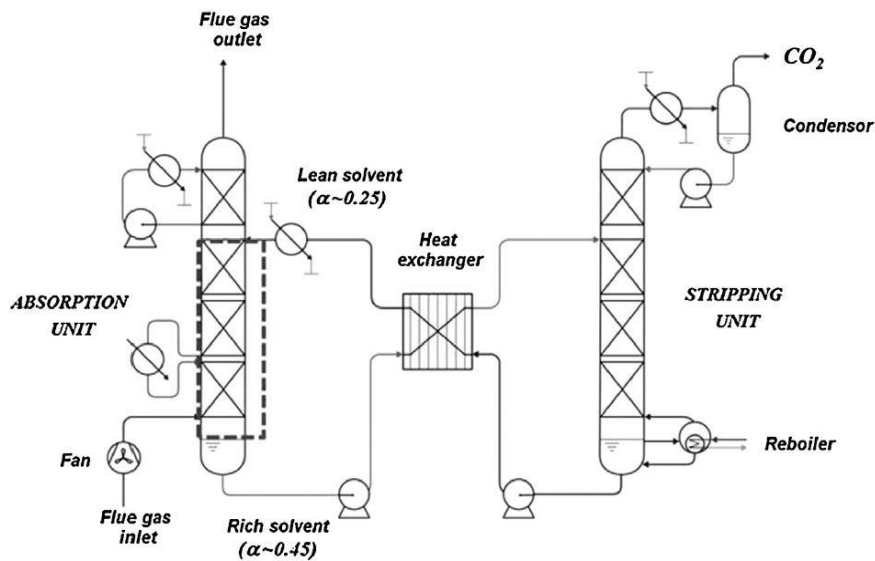 Flue gas
outlet
CO₂
Condensor
Lean solvent
(α~0.25)
Heat
exchanger
ABSORPTION
UNIT
STRIPPING
UNIT
Fan
Reboiler
Flue gas
inlet
Rich solvent
(α~0.45)